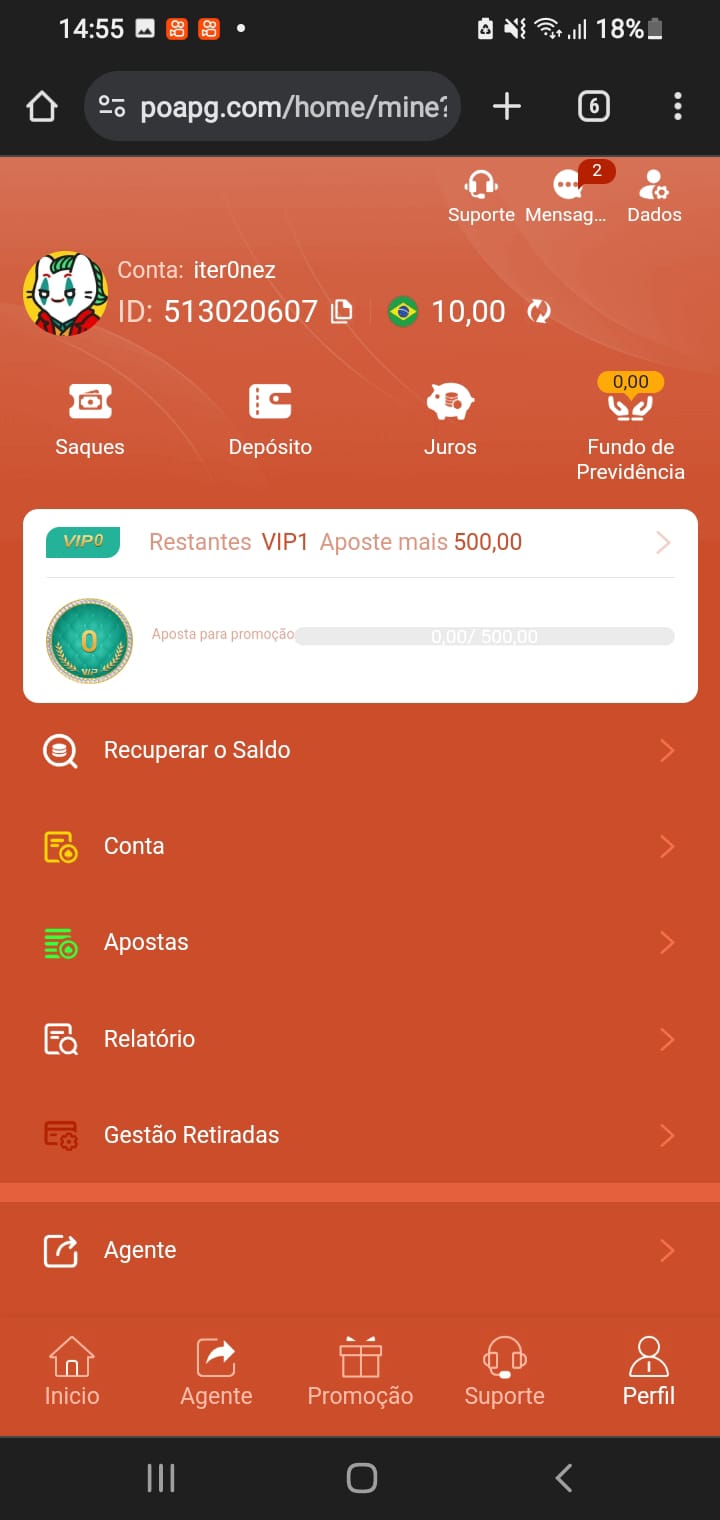 14:55
18%
poapg.com/home/mine?
6
2
Suporte
Mensag...
Dados
Conta: iter0nez
ID: 513020607
10,00
0,00
Saques
Depósito
Juros
Fundo de
Previdência
VIP0
Restantes VIP1 Aposte mais 500,00
0
VIP
Aposta para promoção
0,00/ 500,00
Recuperar o Saldo
Conta
Apostas
Relatório
Gestão Retiradas
Agente
Inicio
Agente
Promoção
Suporte
Perfil